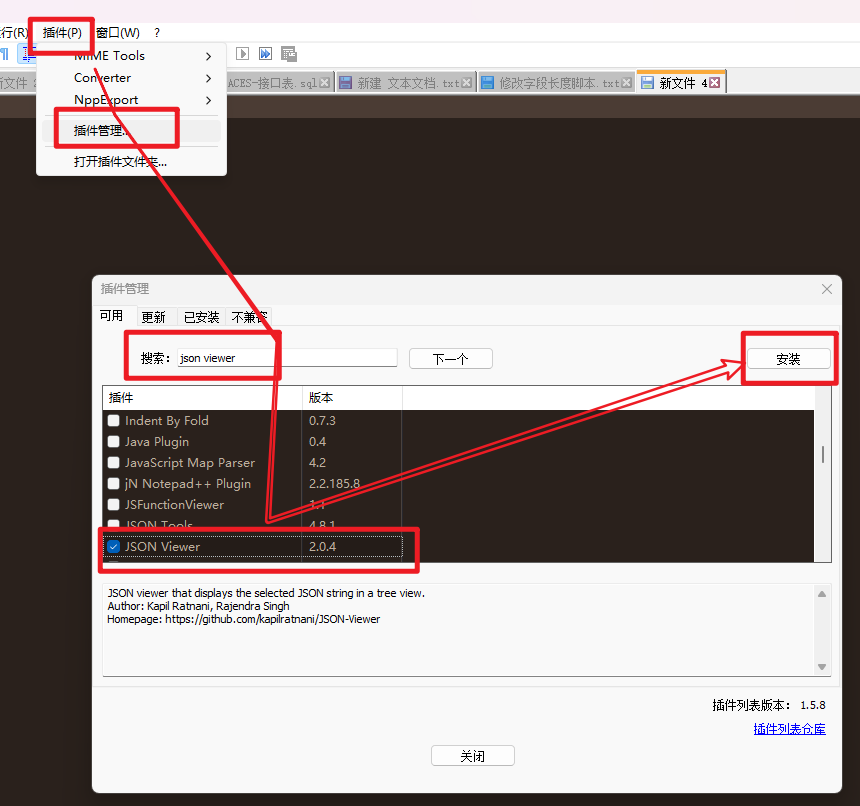 行(R) 插件(P) 窗口(W) ?
MIME Tools
Converter
NppExport
插件管理...
打开插件文件夹...
新文件 ACES-接口表.sql 新建 文本文档.txt 修改字段长度脚本.txt 新文件 4
插件管理
可用 更新 已安装 不兼容
搜索: json viewer 下一个 安装
插件 版本
Indent By Fold 0.7.3
Java Plugin 0.4
JavaScript Map Parser 4.2
jN Notepad++ Plugin 2.2.185.8
JSFunctionViewer 1.1
JSON Tools 4.8.1
JSON Viewer 2.0.4
JSON viewer that displays the selected JSON string in a tree view.
Author: Kapil Ratnani, Rajendra Singh
Homepage: https://github.com/kapilratnani/JSON-Viewer
插件列表版本: 1.5.8
插件列表仓库
关闭